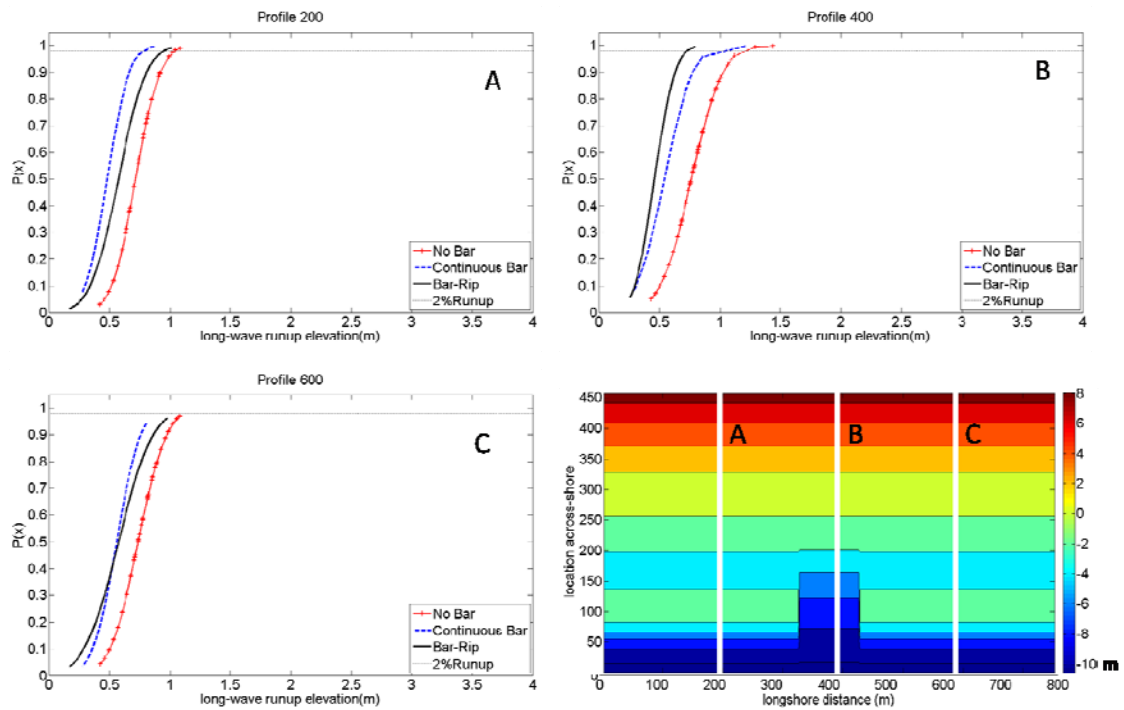 Profile 200
1
0.9
0.8
0.7
0.6
0.5
0.4
0.3
0.2
0.1
0
P(x)
A
No Bar
Continuous Bar
Bar-Rip
2%Runup
0 0.5 1 1.5 2 2.5 3 3.5 4
long-wave runup elevation(m)
Profile 400
1
0.9
0.8
0.7
0.6
0.5
0.4
0.3
0.2
0.1
0
P(x)
B
No Bar
Continuous Bar
Bar-Rip
2%Runup
0 0.5 1 1.5 2 2.5 3 3.5 4
long-wave runup elevation(m)
Profile 600
1
0.9
0.8
0.7
0.6
0.5
0.4
0.3
0.2
0.1
0
P(x)
C
No Bar
Continuous Bar
Bar-Rip
2%Runup
0 0.5 1 1.5 2 2.5 3 3.5 4
long-wave runup elevation(m)
450
400
350
300
250
200
150
100
50
0
location across-shore
A B C
0 100 200 300 400 500 600 700 800
longshore distance (m)
8
6
4
2
0
-2
-4
-6
-8
-10 m